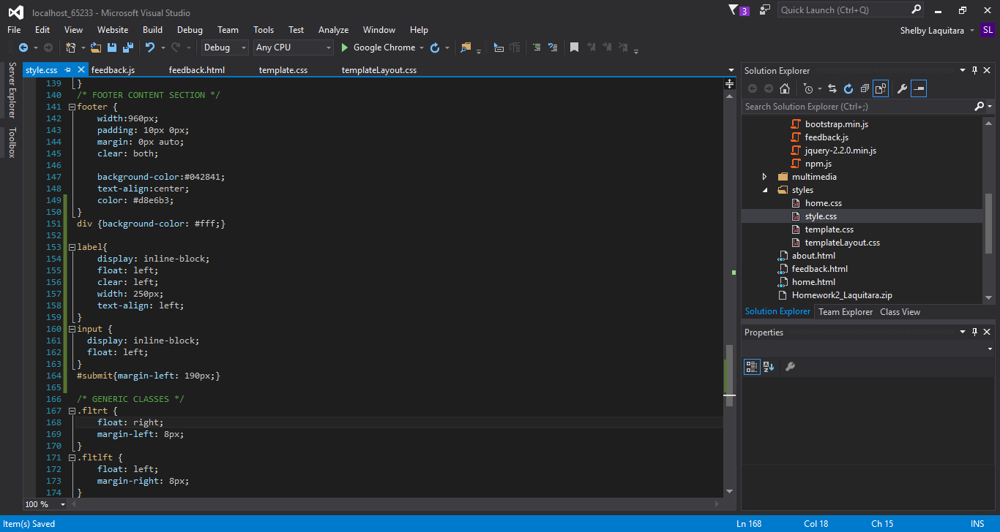 localhost_65233 - Microsoft Visual Studio
3
Quick Launch (Ctrl+Q)
File Edit View Website Build Debug Team Tools Test Analyze Window Help
Shelby Laquitara SL
Debug Any CPU Google Chrome
Server Explorer
Toolbox
style.css feedback.js feedback.html template.css templateLayout.css
139 }
140 /* FOOTER CONTENT SECTION */
141 footer {
142 width:960px;
143 padding: 10px 0px;
144 margin: 0px auto;
145 clear: both;
146
147 background-color:#042841;
148 text-align:center;
149 color: #d8e6b3;
150 }
151 div {background-color: #fff;}
152
153 label{
154 display: inline-block;
155 float: left;
156 clear: left;
157 width: 250px;
158 text-align: left;
159 }
160 input {
161 display: inline-block;
162 float: left;
163 }
164 #submit{margin-left: 190px;}
165
166 /* GENERIC CLASSES */
167 .fltrt {
168 float: right;
169 margin-left: 8px;
170 }
171 .fltlft {
172 float: left;
173 margin-right: 8px;
174 }
100 %
Solution Explorer
Search Solution Explorer (Ctrl+;)
bootstrap.min.js
feedback.js
jquery-2.2.0.min.js
npm.js
multimedia
styles
home.css
style.css
template.css
templateLayout.css
about.html
feedback.html
home.html
Homework2_Laquitara.zip
Solution Explorer Team Explorer Class View
Properties
Item(s) Saved Ln 168 Col 18 Ch 15 INS